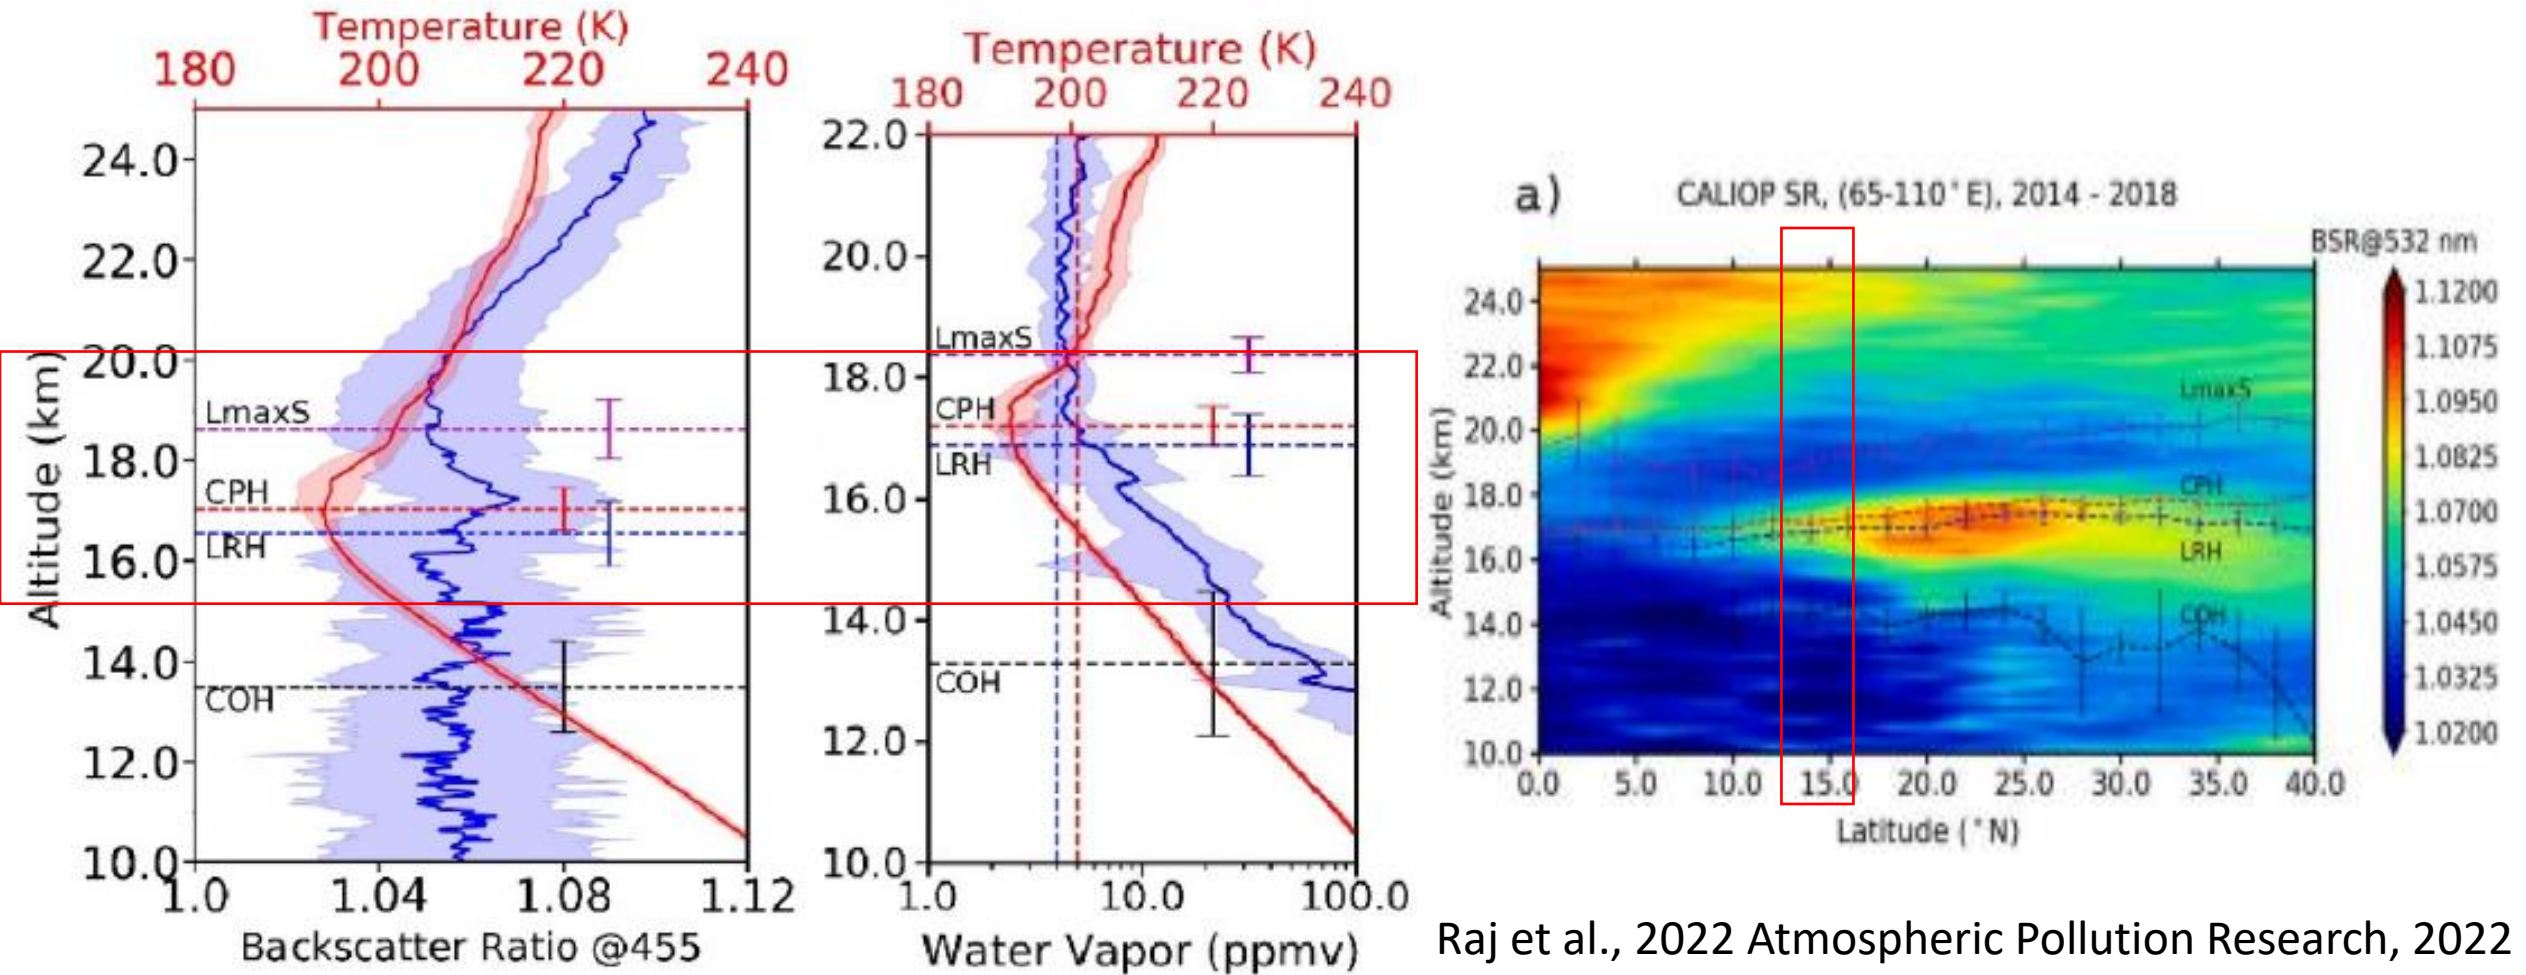 Temperature (K)
180 200 220 240
24.0
22.0
20.0
18.0
16.0
14.0
12.0
10.0
Altitude (km)
LmaxS
CPH
LRH
COH
1.0 1.04 1.08 1.12
Backscatter Ratio @455
Temperature (K)
180 200 220 240
22.0
20.0
18.0
16.0
14.0
12.0
10.0
LmaxS
CPH
LRH
COH
1.0 10.0 100.0
Water Vapor (ppmv)
a) CALIOP SR, (65-110°E), 2014 - 2018
BSR@532 nm
24.0
22.0
20.0
18.0
16.0
14.0
12.0
10.0
Altitude (km)
LmaxS
CPH
LRH
COH
0.0 5.0 10.0 15.0 20.0 25.0 30.0 35.0 40.0
Latitude (°N)
1.1200
1.1075
1.0950
1.0825
1.0700
1.0575
1.0450
1.0325
1.0200
Raj et al., 2022 Atmospheric Pollution Research, 2022